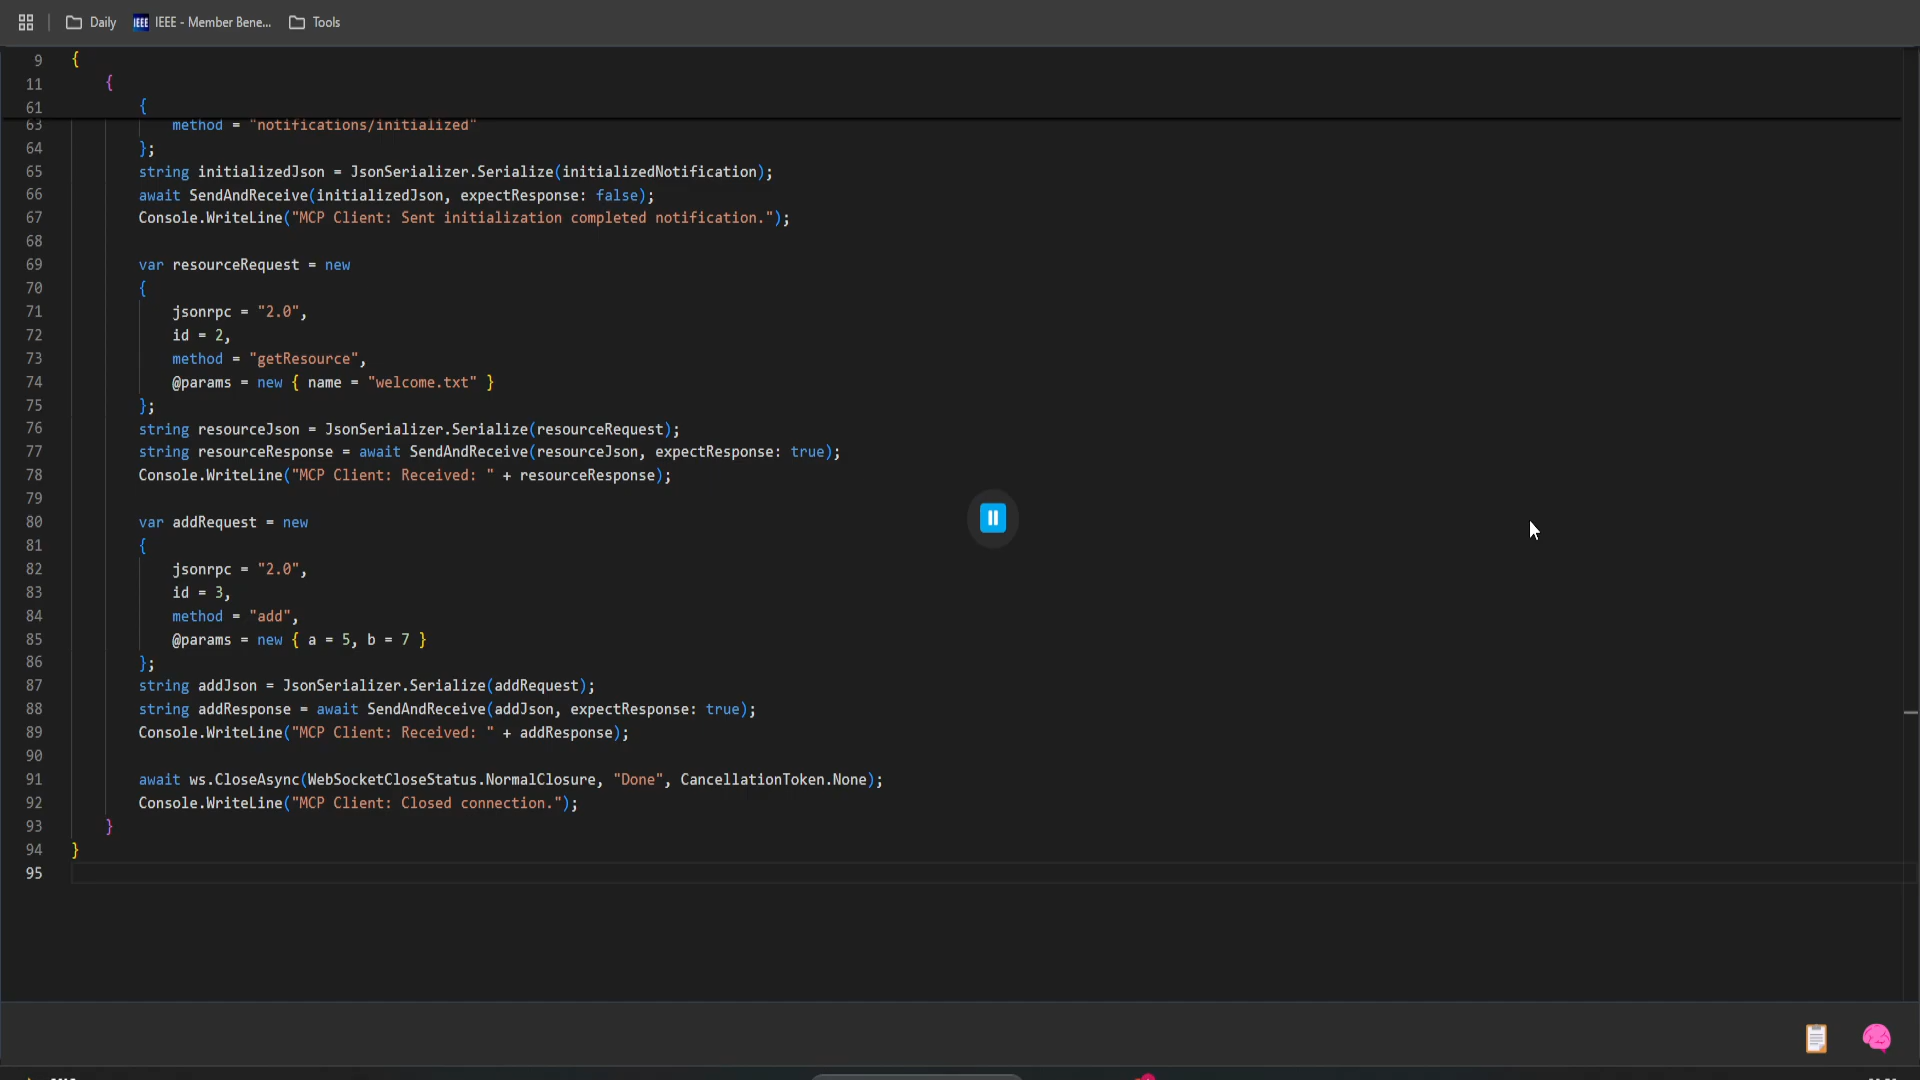 Daily IEEE IEEE - Member Bene... Tools
9 {
11 {
61 {
63 method = "notifications/initialized"
64 };
65 string initializedJson = JsonSerializer.Serialize(initializedNotification);
66 await SendAndReceive(initializedJson, expectResponse: false);
67 Console.WriteLine("MCP Client: Sent initialization completed notification.");
68
69 var resourceRequest = new
70 {
71 jsonrpc = "2.0",
72 id = 2,
73 method = "getResource",
74 @params = new { name = "welcome.txt" }
75 };
76 string resourceJson = JsonSerializer.Serialize(resourceRequest);
77 string resourceResponse = await SendAndReceive(resourceJson, expectResponse: true);
78 Console.WriteLine("MCP Client: Received: " + resourceResponse);
79
80 var addRequest = new
81 {
82 jsonrpc = "2.0",
83 id = 3,
84 method = "add",
85 @params = new { a = 5, b = 7 }
86 };
87 string addJson = JsonSerializer.Serialize(addRequest);
88 string addResponse = await SendAndReceive(addJson, expectResponse: true);
89 Console.WriteLine("MCP Client: Received: " + addResponse);
90
91 await ws.CloseAsync(WebSocketCloseStatus.NormalClosure, "Done", CancellationToken.None);
92 Console.WriteLine("MCP Client: Closed connection.");
93 }
94 }
95